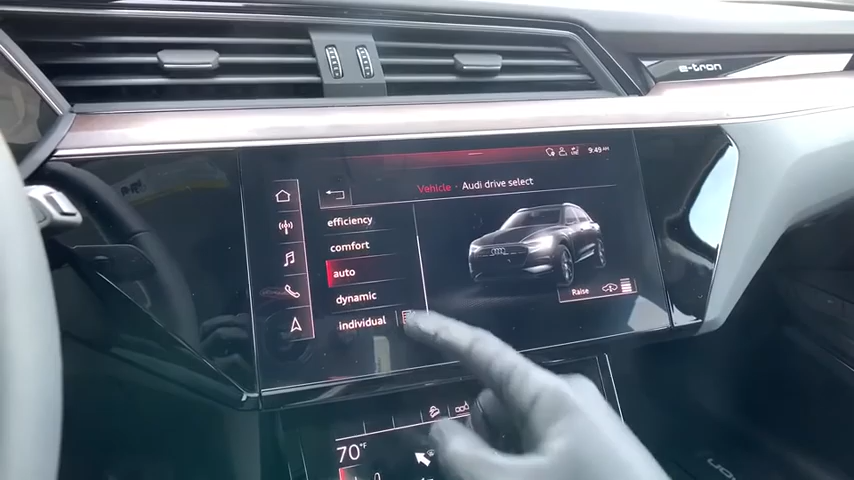 e-tron
9:49 AM
Vehicle · Audi drive select
efficiency
comfort
auto
dynamic
individual
Raise
70°F